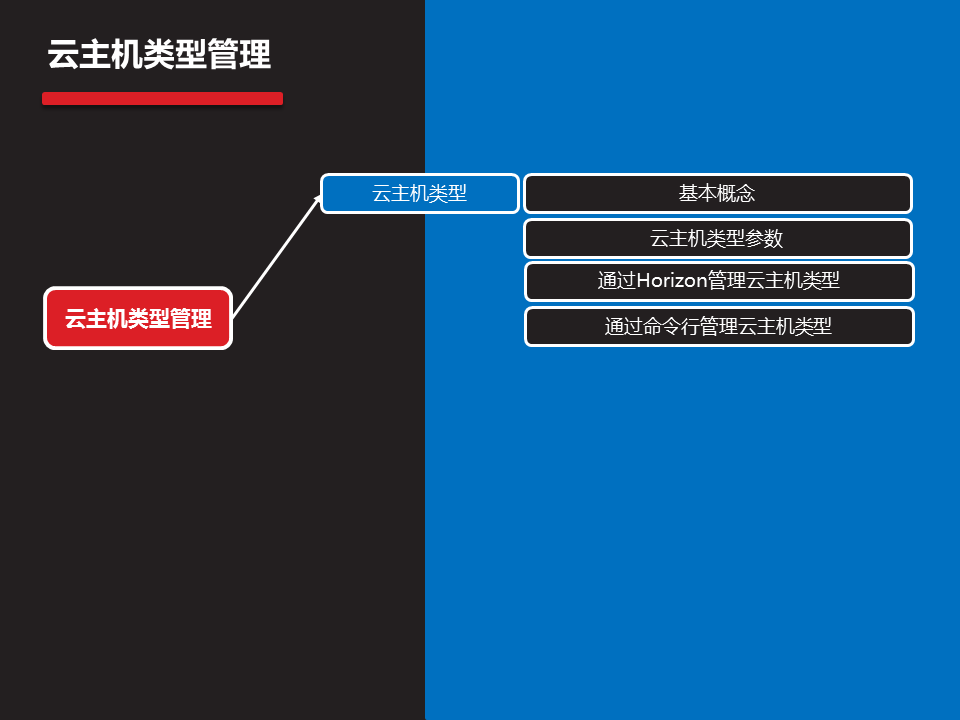 云主机类型管理
云主机类型
基本概念
云主机类型参数
通过Horizon管理云主机类型
云主机类型管理
通过命令行管理云主机类型